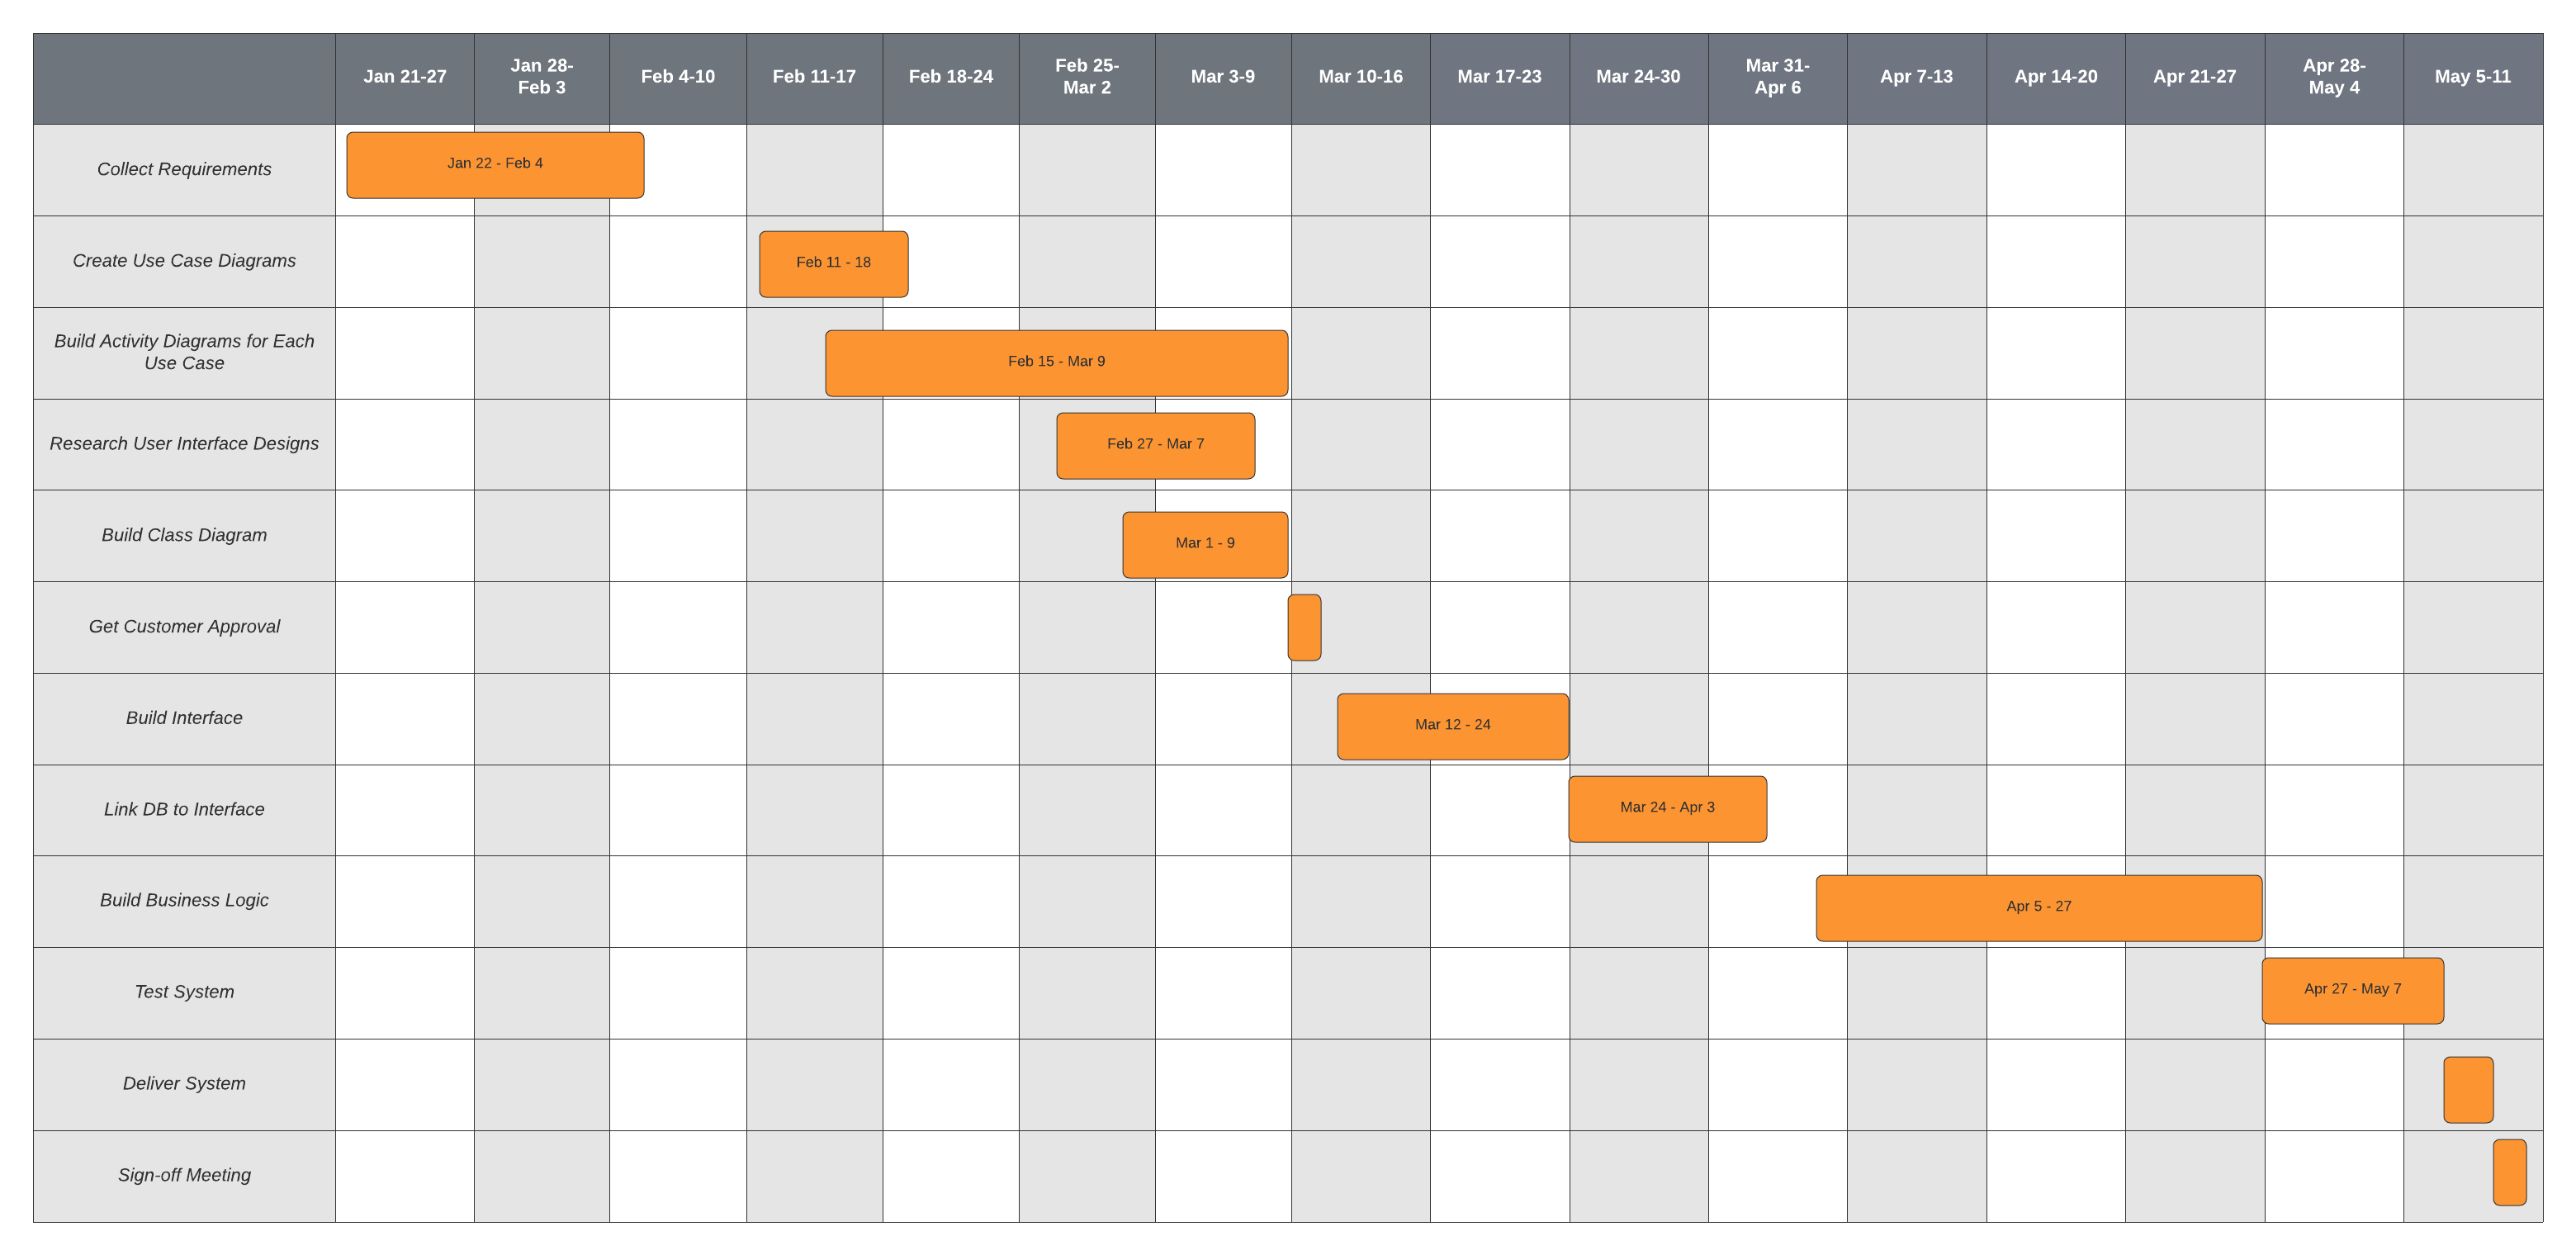 Jan 21-27
Jan 28-
Feb 3
Feb 4-10
Feb 11-17
Feb 18-24
Feb 25-
Mar 2
Mar 3-9
Mar 10-16
Mar 17-23
Mar 24-30
Mar 31-
Apr 6
Apr 7-13
Apr 14-20
Apr 21-27
Apr 28-
May 4
May 5-11
Collect Requirements
Jan 22 - Feb 4
Create Use Case Diagrams
Feb 11 - 18
Build Activity Diagrams for Each
Use Case
Feb 15 - Mar 9
Research User Interface Designs
Feb 27 - Mar 7
Build Class Diagram
Mar 1 - 9
Get Customer Approval
Build Interface
Mar 12 - 24
Link DB to Interface
Mar 24 - Apr 3
Build Business Logic
Apr 5 - 27
Test System
Apr 27 - May 7
Deliver System
Sign-off Meeting